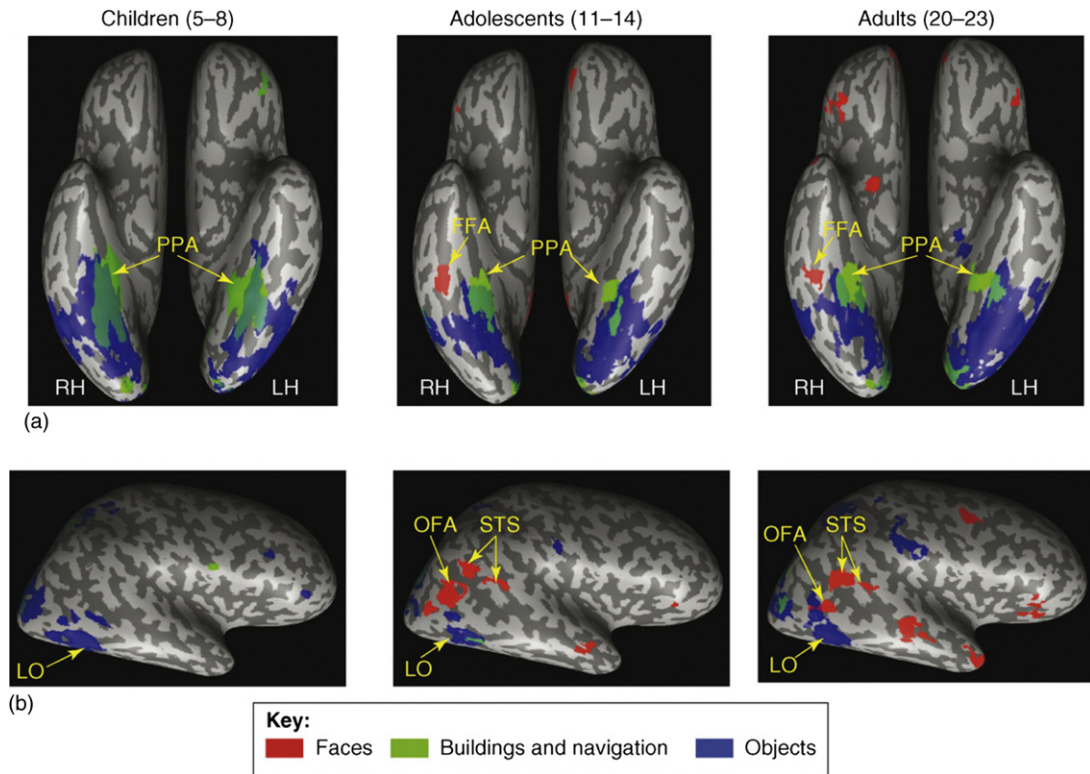 Children (5–8) Adolescents (11–14) Adults (20–23)
PPA
RH LH
FFA
PPA
RH LH
FFA PPA
RH LH
(a)
LO
OFA STS
LO
OFA STS
LO
(b)
Key:
Faces Buildings and navigation Objects